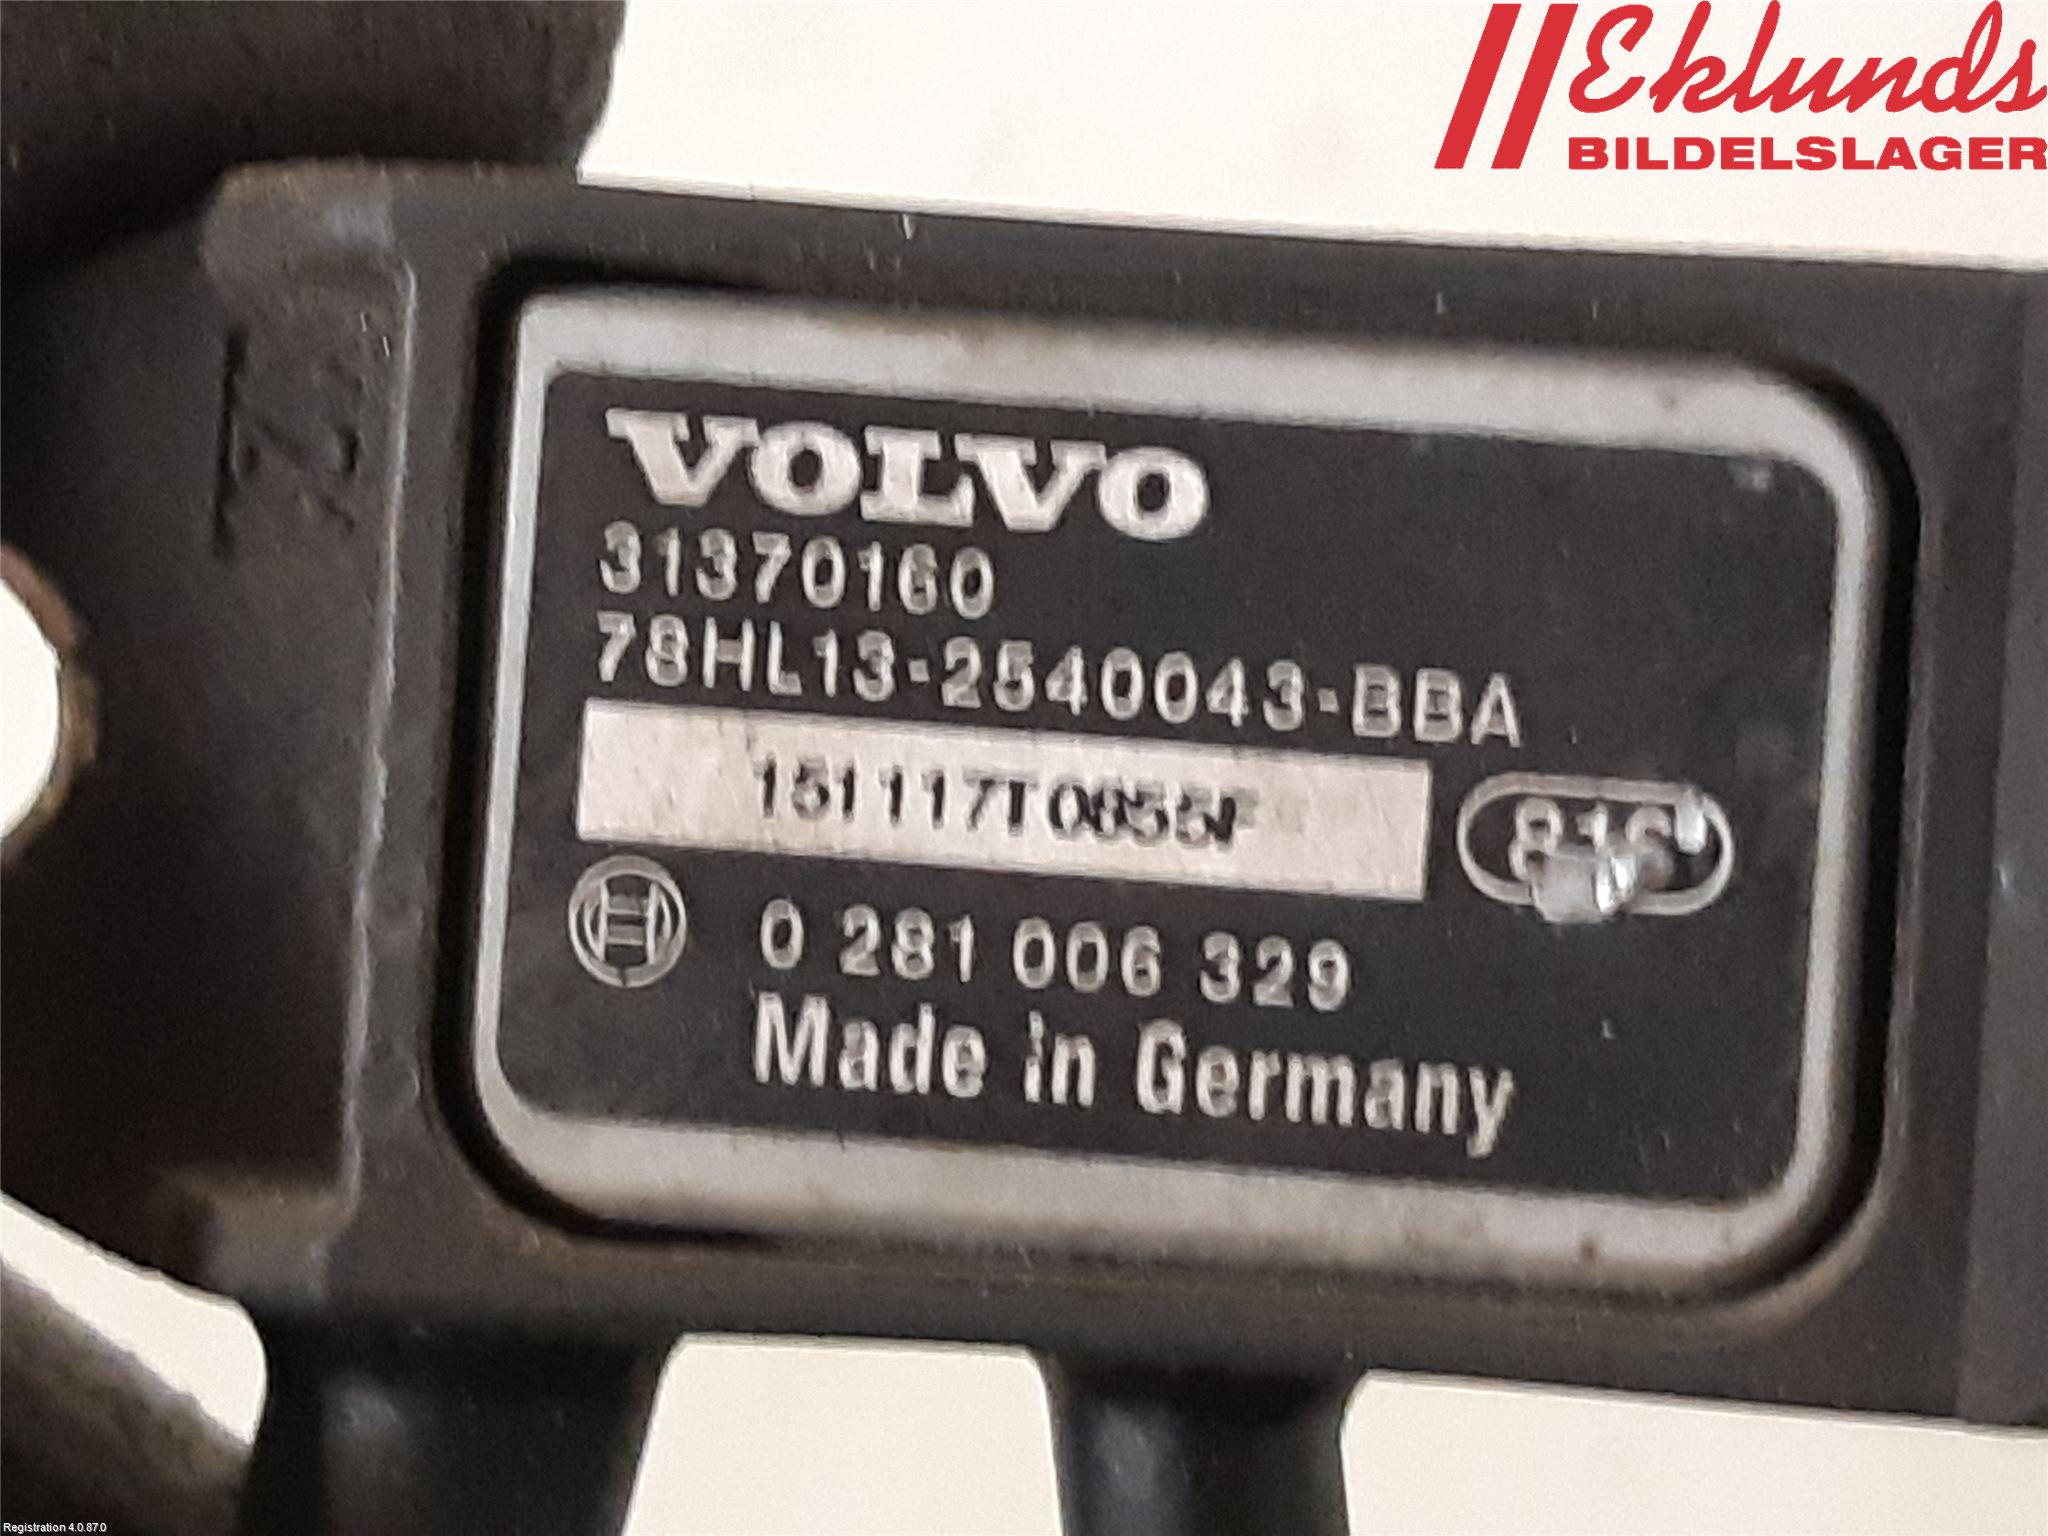 Eklunds
BILDELSLAGER
VOLVO
31370160
78HL13-2540043-BBA
0 281 006 329
Made in Germany
Registration 4.0.87.0